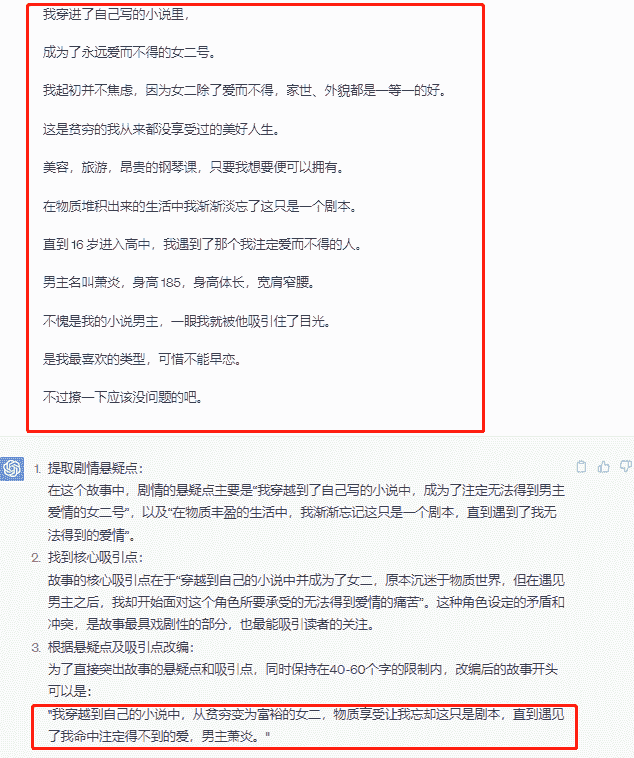 我穿进了自己写的小说里，
成为了永远爱而不得的女二号。
我起初并不焦虑，因为女二除了爱而不得，家世、外貌都是一等一的好。
这是贫穷的我从来都没享受过的美好人生。
美容，旅游，昂贵的钢琴课，只要我想要便可以拥有。
在物质堆积出来的生活中我渐渐淡忘了这只是一个剧本。
直到 16 岁进入高中，我遇到了那个我注定爱而不得的人。
男主名叫萧炎，身高 185，身高体长，宽肩窄腰。
不愧是我的小说男主，一眼我就被他吸引住了目光。
是我最喜欢的类型，可惜不能早恋。
不过撩一下应该没问题的吧。
1. 提取剧情悬疑点：
在这个故事中，剧情的悬疑点主要是“我穿越到了自己写的小说中，成为了注定无法得到男主
爱情的女二号”，以及“在物质丰盈的生活中，我渐渐忘记这只是一个剧本，直到遇到了我无
法得到的爱情”。
2. 找到核心吸引点：
故事的核心吸引点在于“穿越到自己的小说中并成为了女二，原本沉迷于物质世界，但在遇见
男主之后，我却开始面对这个角色所要承受的无法得到爱情的痛苦”。这种角色设定的矛盾和
冲突，是故事最具戏剧性的部分，也最能吸引读者的关注。
3. 根据悬疑点及吸引点改编：
为了直接突出故事的悬疑点和吸引点，同时保持在40-60个字的限制内，改编后的故事开头
可以是：
"我穿越到自己的小说中，从贫穷变为富裕的女二，物质享受让我忘却这只是剧本，直到遇见
了我命中注定得不到的爱，男主萧炎。"